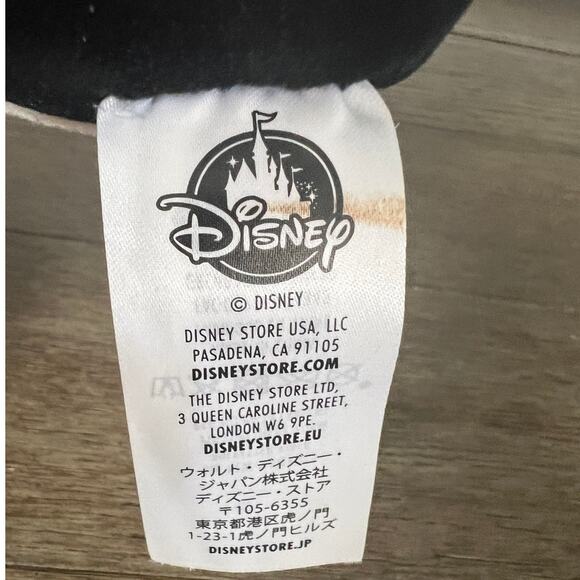 Disney
© DISNEY
DISNEY STORE USA, LLC
PASADENA, CA 91105
DISNEYSTORE.COM
THE DISNEY STORE LTD,
3 QUEEN CAROLINE STREET,
LONDON W6 9PE.
DISNEYSTORE.EU
ウォルト・ディズニー・
ジャパン株式会社
ディズニー・ストア
〒105-6355
東京都港区虎ノ門
1-23-1虎ノ門ヒルズ
DISNEYSTORE.JP